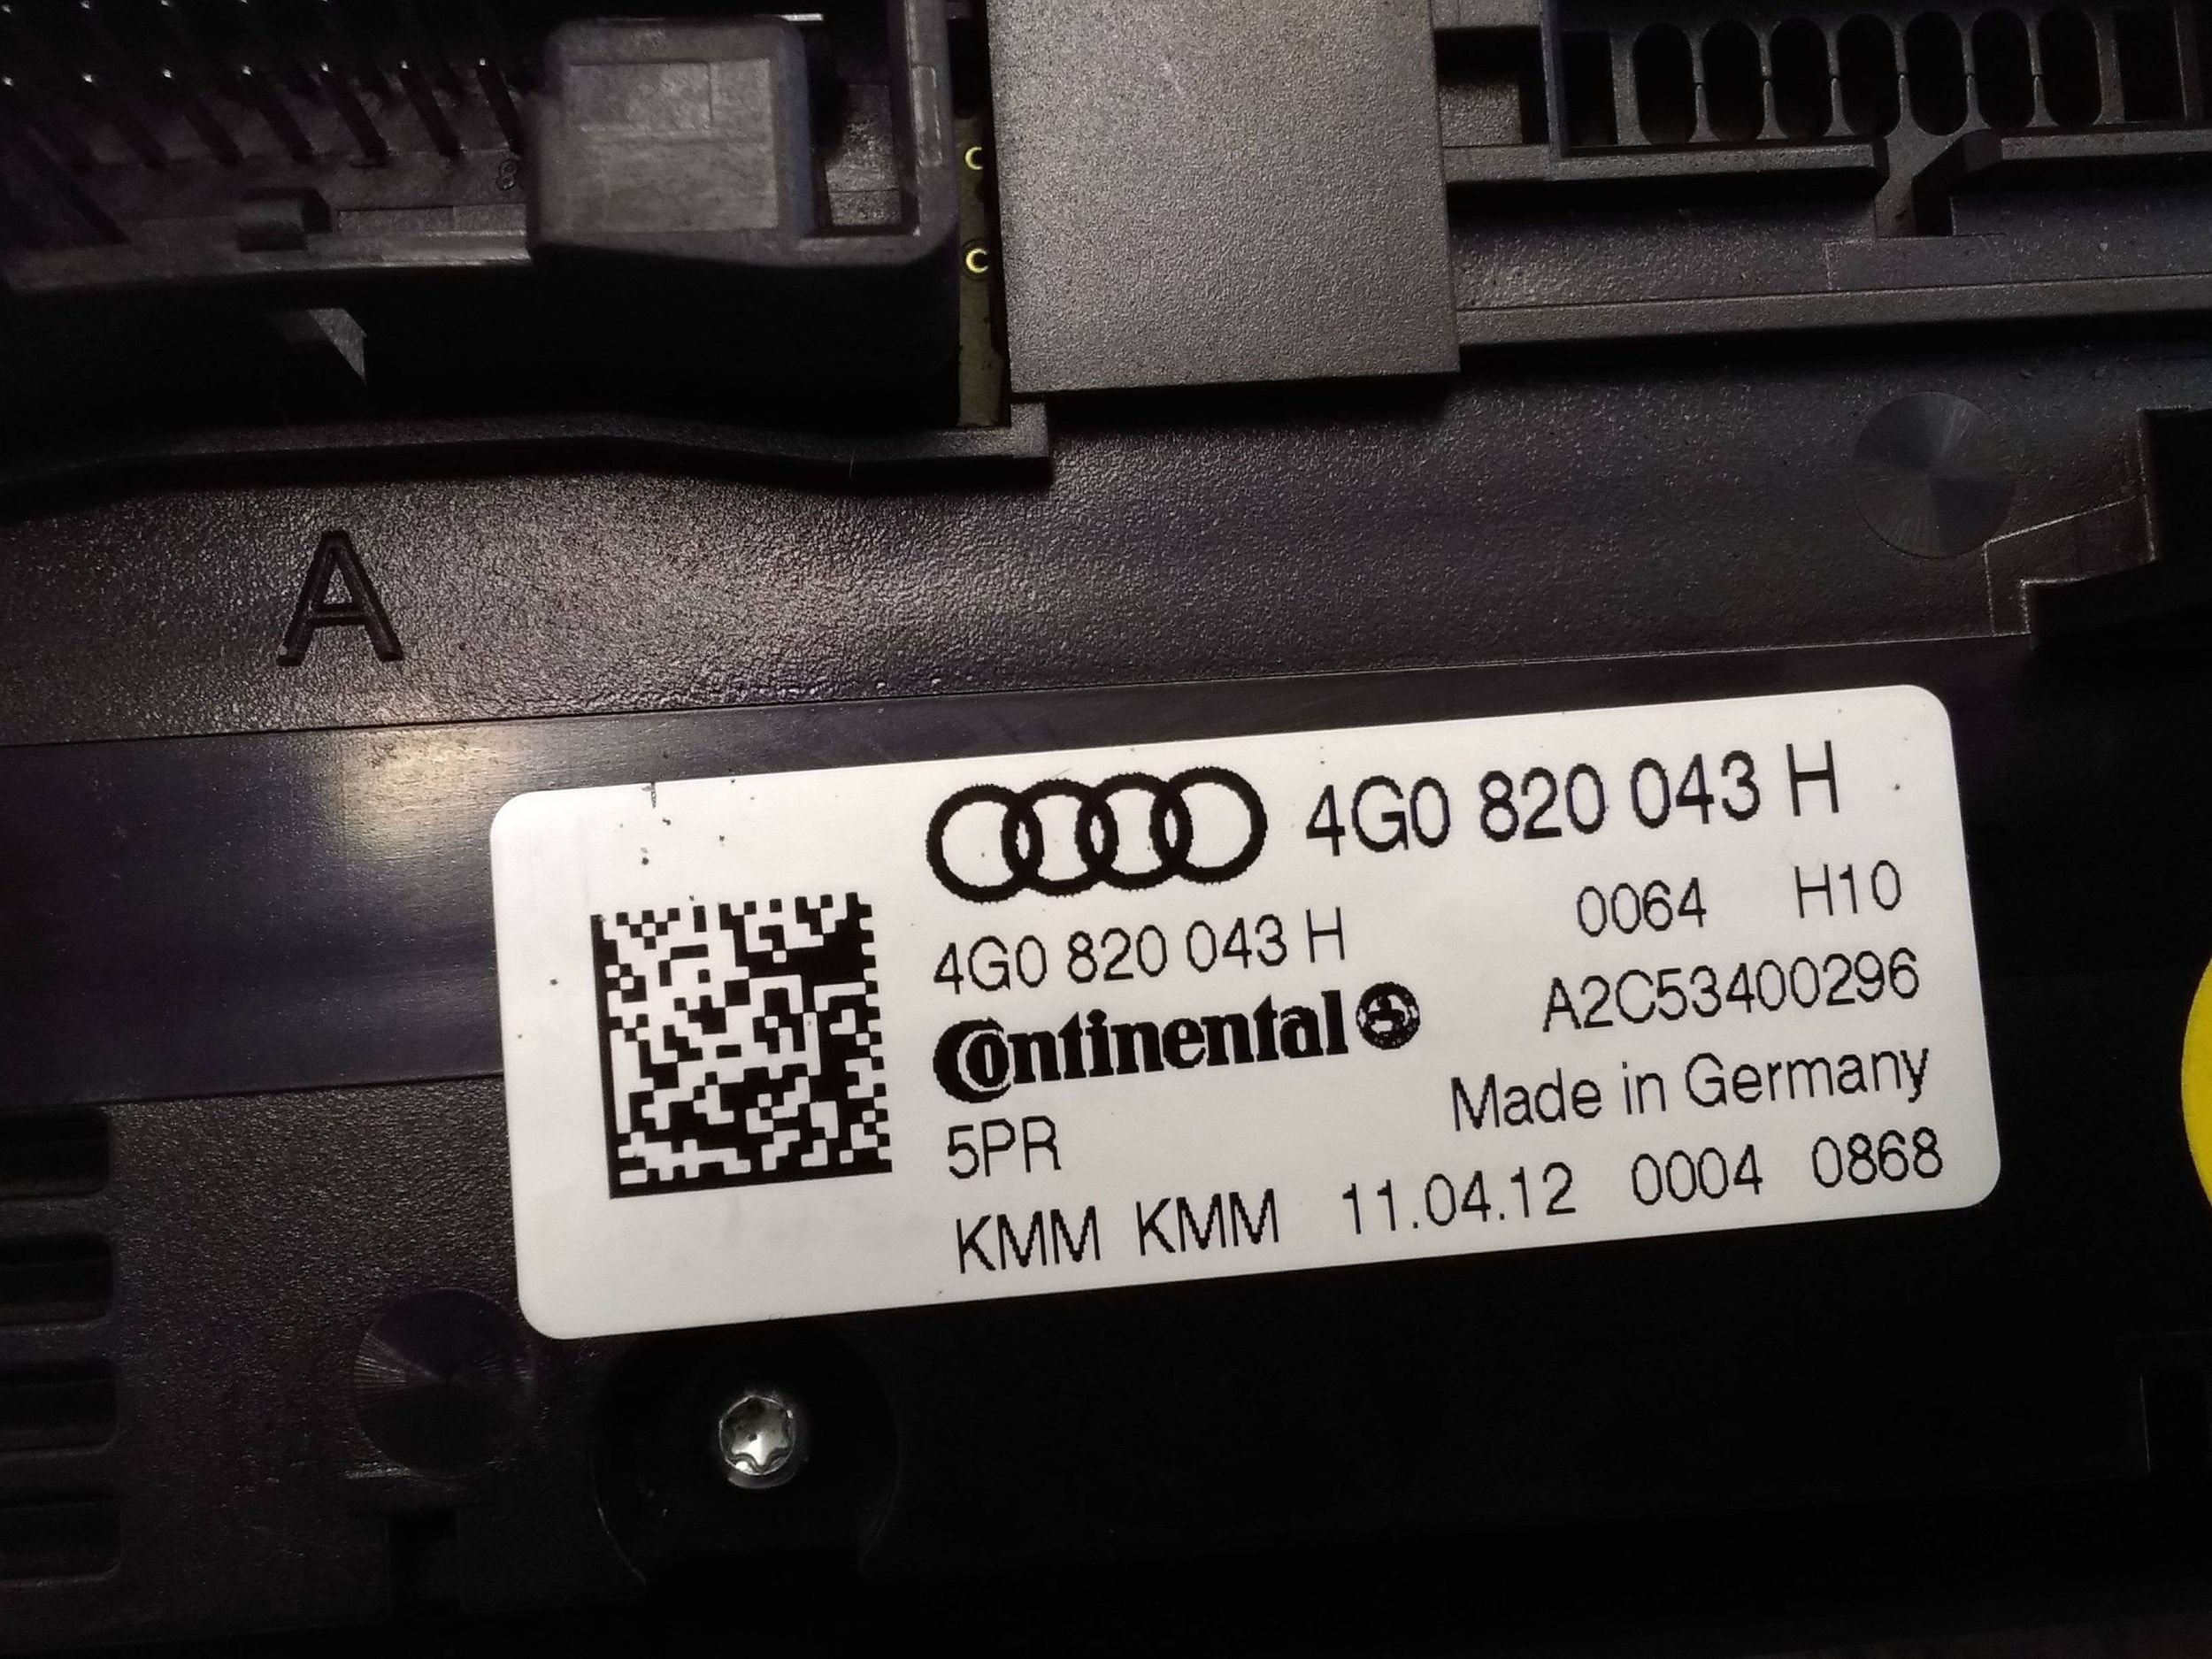 A
4G0 820 043 H
0064 H10
4G0 820 043 H
A2C53400296
Continental
Made in Germany
5PR
KMM KMM 11.04.12 0004 0868